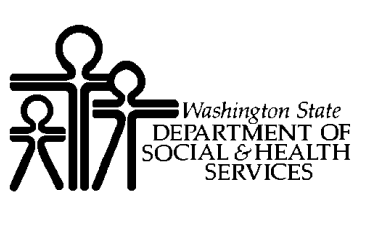 Washington State
DEPARTMENT OF
SOCIAL & HEALTH
SERVICES